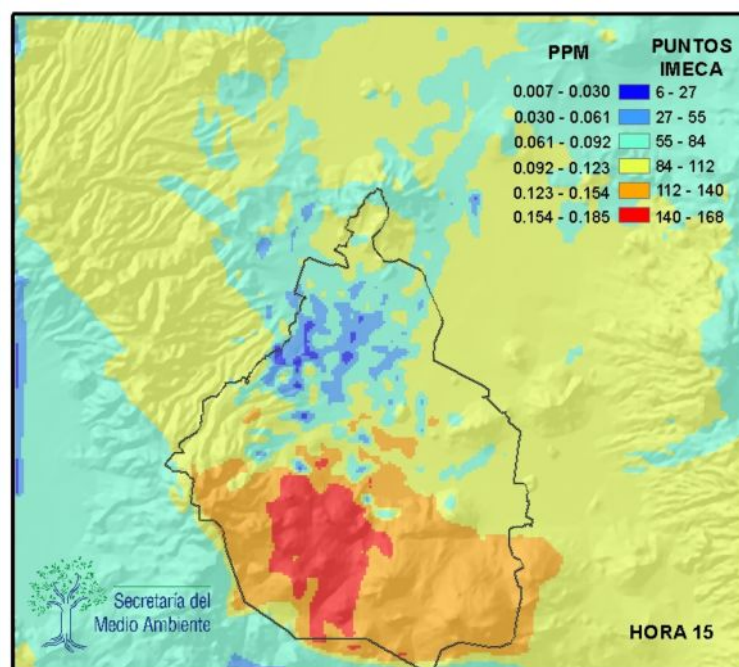 PPM PUNTOS IMECA
0.007 - 0.030 6 - 27
0.030 - 0.061 27 - 55
0.061 - 0.092 55 - 84
0.092 - 0.123 84 - 112
0.123 - 0.154 112 - 140
0.154 - 0.185 140 - 168
Secretaría del
Medio Ambiente
HORA 15